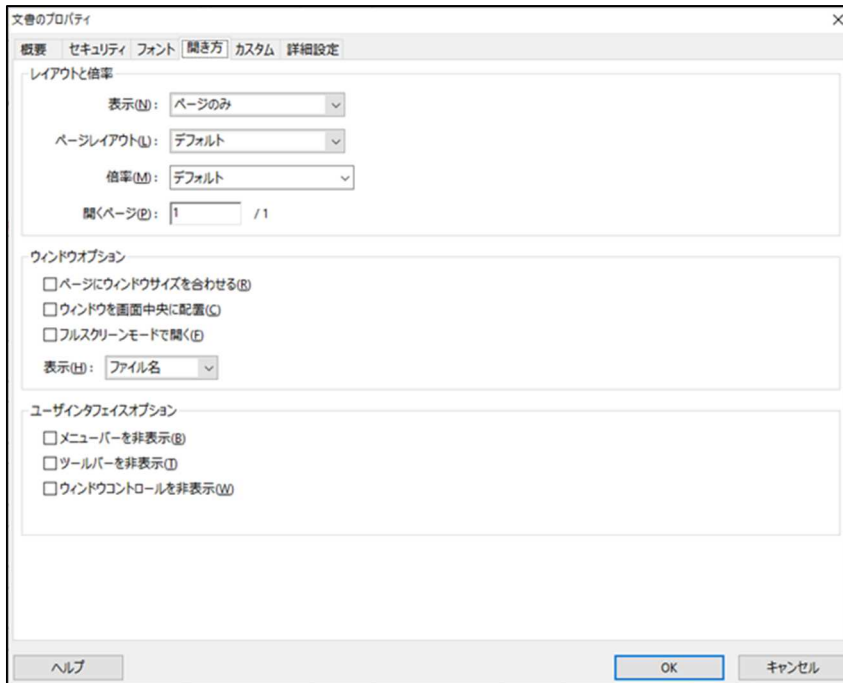 文書のプロパティ
概要 セキュリティ フォント 開き方 カスタム 詳細設定
レイアウトと倍率
表示(N): ページのみ
ページレイアウト(L): デフォルト
倍率(M): デフォルト
開くページ(P): 1 / 1
ウィンドウオプション
ページにウィンドウサイズを合わせる(R)
ウィンドウを画面中央に配置(C)
フルスクリーンモードで開く(F)
表示(H): ファイル名
ユーザインタフェイスオプション
メニューバーを非表示(B)
ツールバーを非表示(T)
ウィンドウコントロールを非表示(W)
ヘルプ OK キャンセル